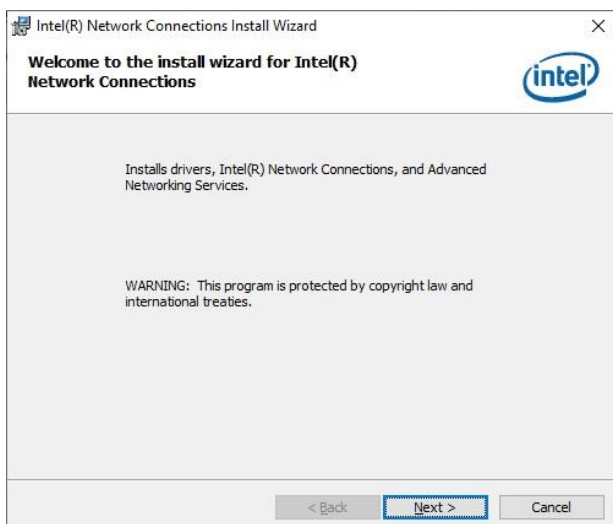 Intel(R) Network Connections Install Wizard
Welcome to the install wizard for Intel(R)
Network Connections
intel
Installs drivers, Intel(R) Network Connections, and Advanced
Networking Services.
WARNING: This program is protected by copyright law and
international treaties.
< Back Next > Cancel